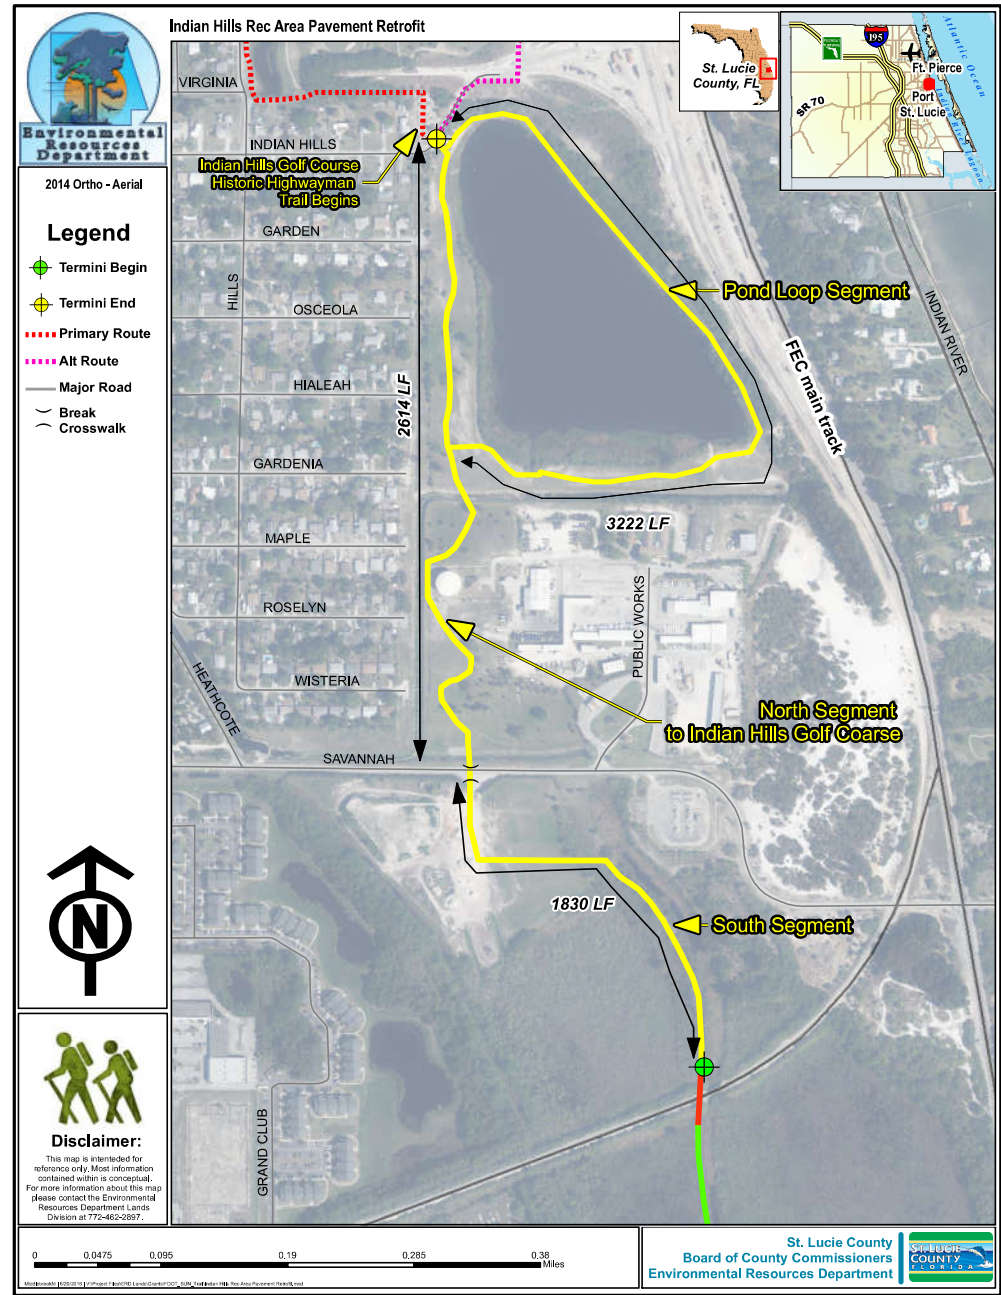 Indian Hills Rec Area Pavement Retrofit
Environmental
Resources
Department
2014 Ortho - Aerial
Legend
Termini Begin
Termini End
Primary Route
Alt Route
Major Road
Break
Crosswalk
N
Disclaimer:
This map is inteneded for
reference only. Most information
contained within is conceptual.
For more information about this map
please contact the Environmental
Resources Department Lands
Division at 772-462-2897.
VIRGINIA
INDIAN HILLS
Indian Hills Golf Course
Historic Highwayman
Trail Begins
GARDEN
HILLS
OSCEOLA
HIALEAH
GARDENIA
MAPLE
ROSELYN
WISTERIA
HEATHCOTE
SAVANNAH
2614 LF
Pond Loop Segment
FEC main track
INDIAN RIVER
3222 LF
PUBLIC WORKS
North Segment
to Indian Hills Golf Coarse
1830 LF
South Segment
GRAND CLUB
St. Lucie
County, FL
I95
Ft. Pierce
Port
St. Lucie
SR 70
Atlantic Ocean
Indian River Lagoon
0 0.0475 0.095 0.19 0.285 0.38
Miles
St. Lucie County
Board of County Commissioners
Environmental Resources Department
ST. LUCIE
COUNTY
FLORIDA